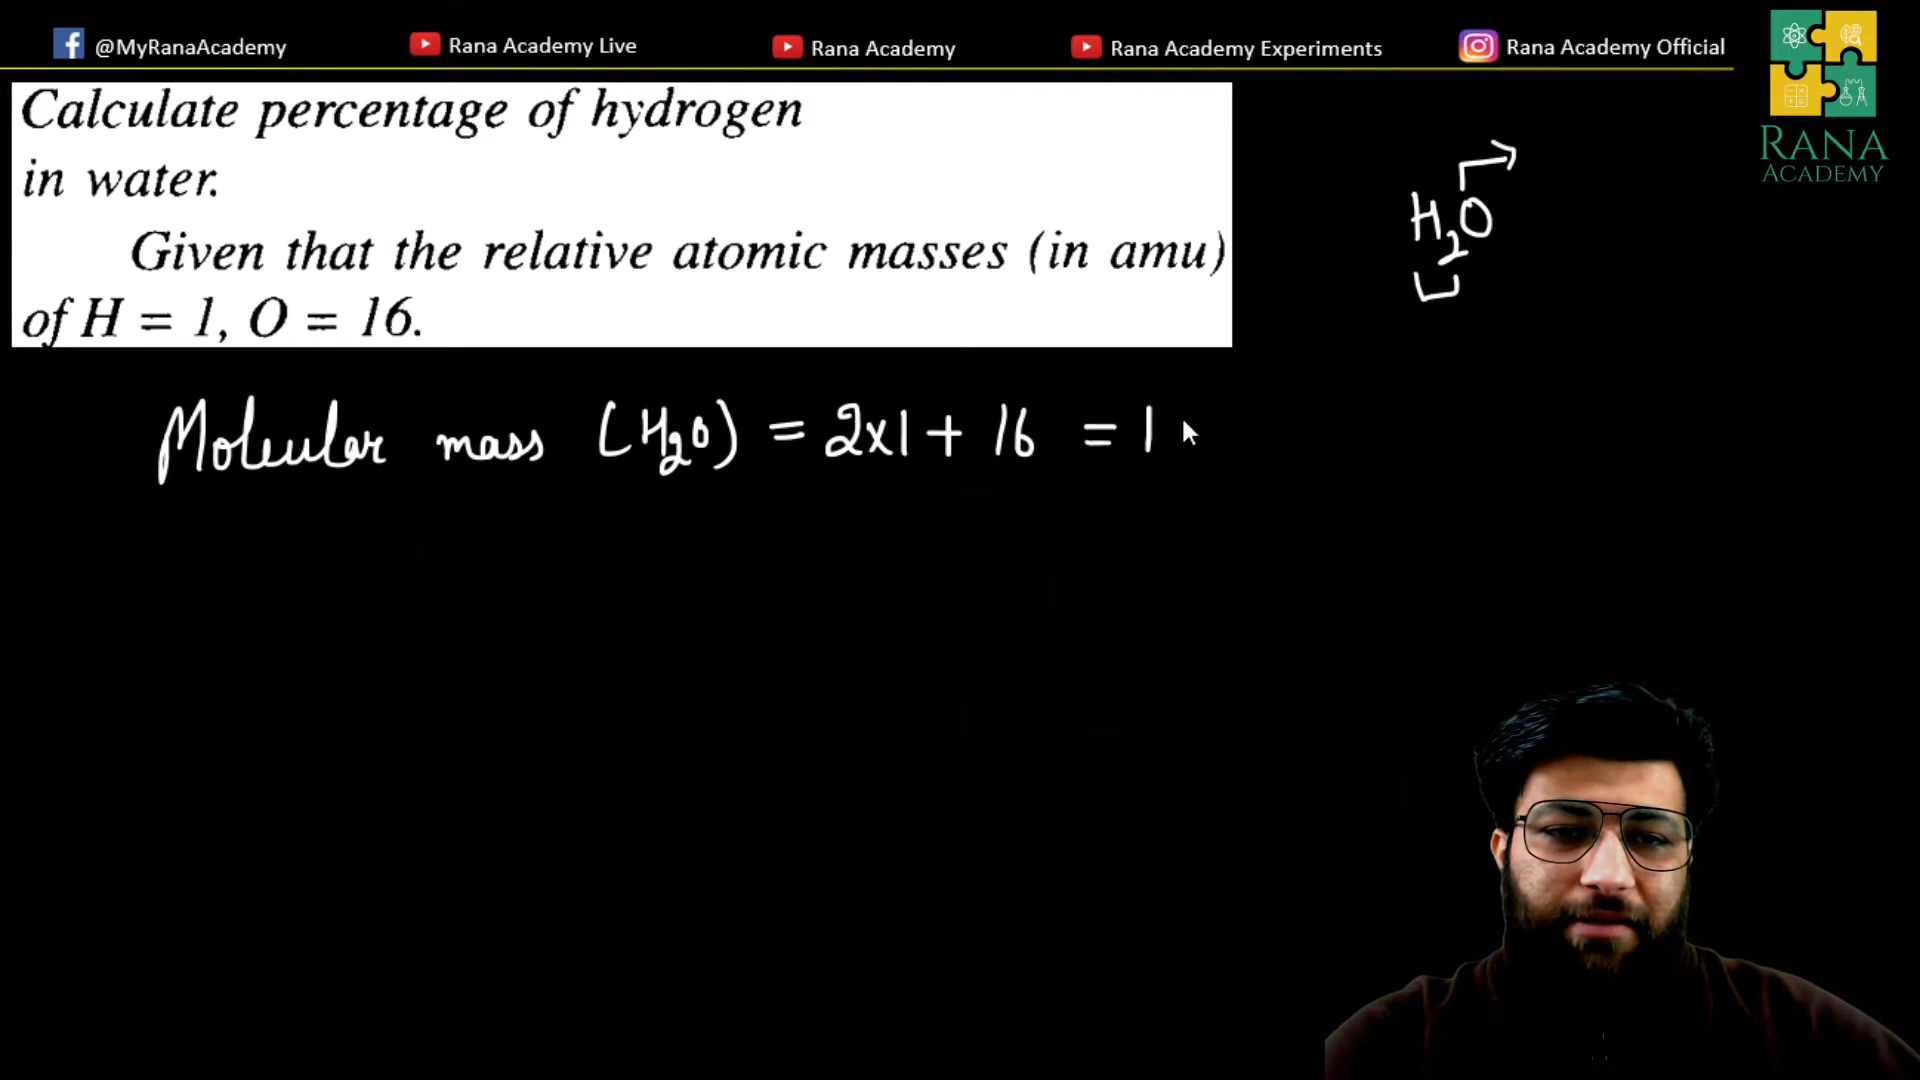 @MyRanaAcademy Rana Academy Live Rana Academy Rana Academy Experiments Rana Academy Official
RANA
ACADEMY
Calculate percentage of hydrogen
in water.
Given that the relative atomic masses (in amu)
of H = 1, O = 16.
H₂O
Molecular mass (H₂O) = 2x1 + 16 = 1